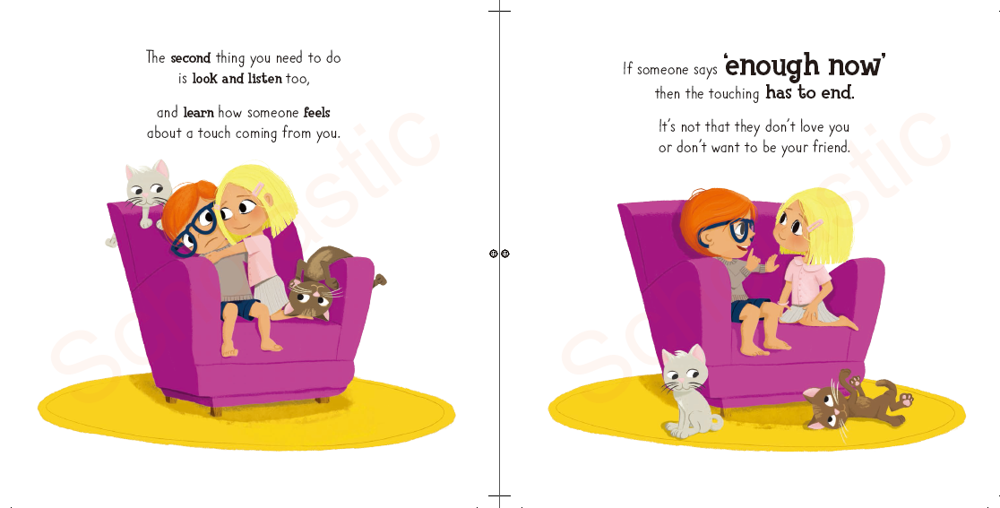 The second thing you need to do
is look and listen too,
and learn how someone feels
about a touch coming from you.
Scholastic
If someone says ‘enough now’
then the touching has to end.
It’s not that they don’t love you
or don’t want to be your friend.
Scholastic